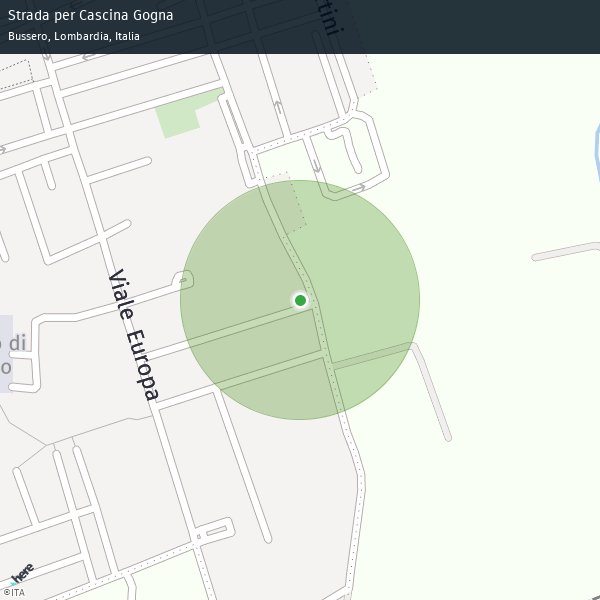 Strada per Cascina Gogna
Bussero, Lombardia, Italia
tini
Viale Europa
o di
o
here
©ITA